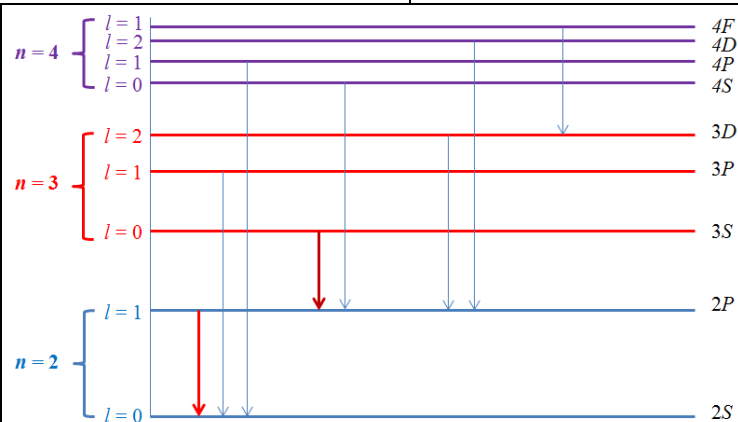 l = 1 4F
l = 2 4D
n = 4
l = 1 4P
l = 0 4S
l = 2 3D
l = 1 3P
n = 3
l = 0 3S
l = 1 2P
n = 2
l = 0 2S